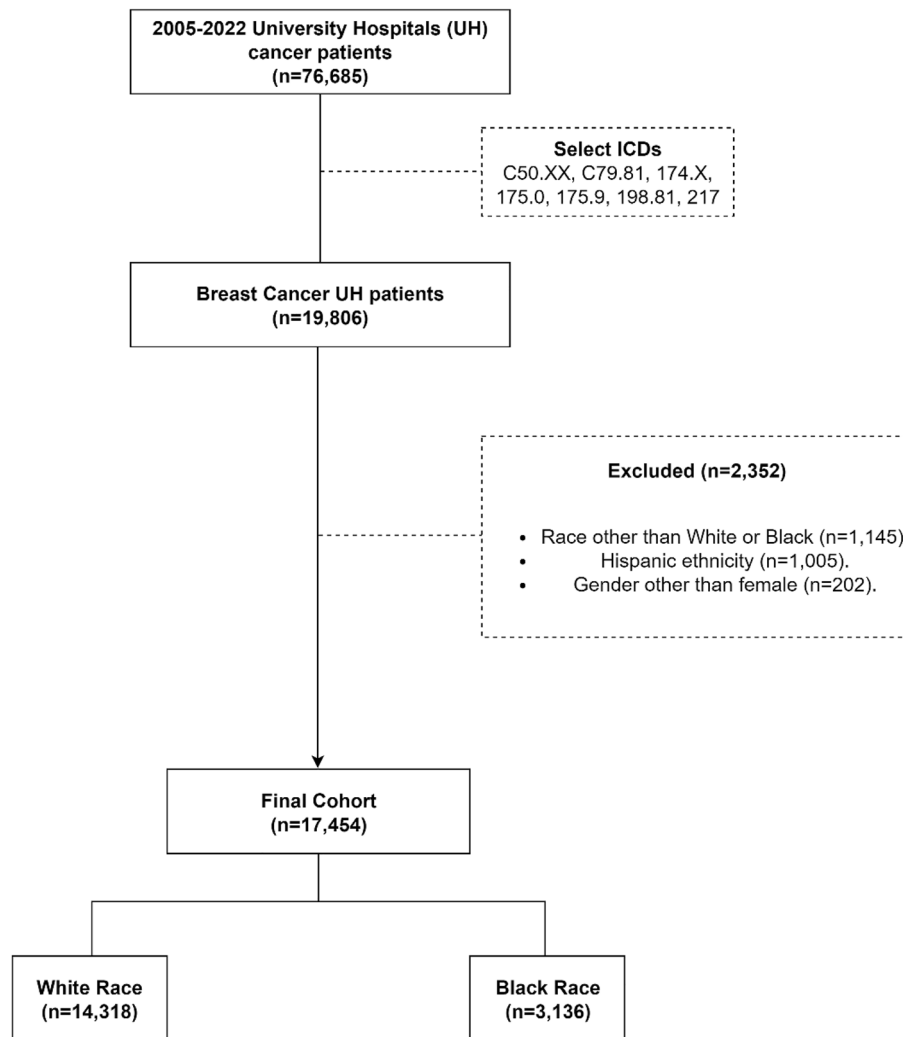 2005-2022 University Hospitals (UH)
cancer patients
(n=76,685)
Select ICDs
C50.XX, C79.81, 174.X,
175.0, 175.9, 198.81, 217
Breast Cancer UH patients
(n=19,806)
Excluded (n=2,352)
• Race other than White or Black (n=1,145)
• Hispanic ethnicity (n=1,005).
• Gender other than female (n=202).
Final Cohort
(n=17,454)
White Race
(n=14,318)
Black Race
(n=3,136)